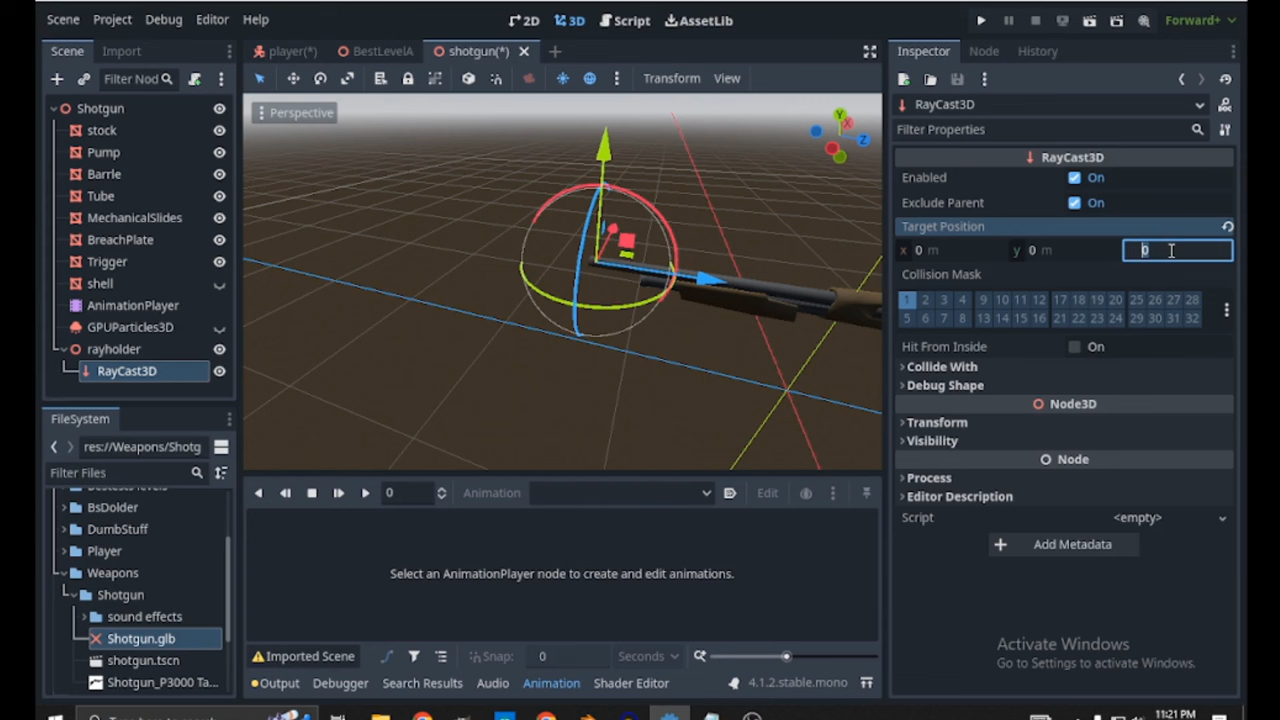 Scene Project Debug Editor Help
2D 3D Script AssetLib
Forward+
Scene Import
player(*) BestLevelA shotgun(*)
Inspector Node History
Filter Nod
Transform View
Perspective
Y X Z
Shotgun
stock
Pump
Barrle
Tube
MechanicalSlides
BreachPlate
Trigger
shell
AnimationPlayer
GPUParticles3D
rayholder
RayCast3D
FileSystem
res://Weapons/Shotg
Filter Files
BsDolder
DumbStuff
Player
Weapons
Shotgun
sound effects
Shotgun.glb
shotgun.tscn
Shotgun_P3000 Ta...
0 Animation Edit
Select an AnimationPlayer node to create and edit animations.
Imported Scene Snap: 0 Seconds
Output Debugger Search Results Audio Animation Shader Editor 4.1.2.stable.mono
RayCast3D
DOC
Filter Properties
RayCast3D
Enabled On
Exclude Parent On
Target Position
x 0 m y 0 m 0
Collision Mask
1 2 3 4 9 10 11 12 17 18 19 20 25 26 27 28
5 6 7 8 13 14 15 16 21 22 23 24 29 30 31 32
Hit From Inside On
Collide With
Debug Shape
Node3D
Transform
Visibility
Node
Process
Editor Description
Script <empty>
Add Metadata
Activate Windows
Go to Settings to activate Windows.
11:21 PM